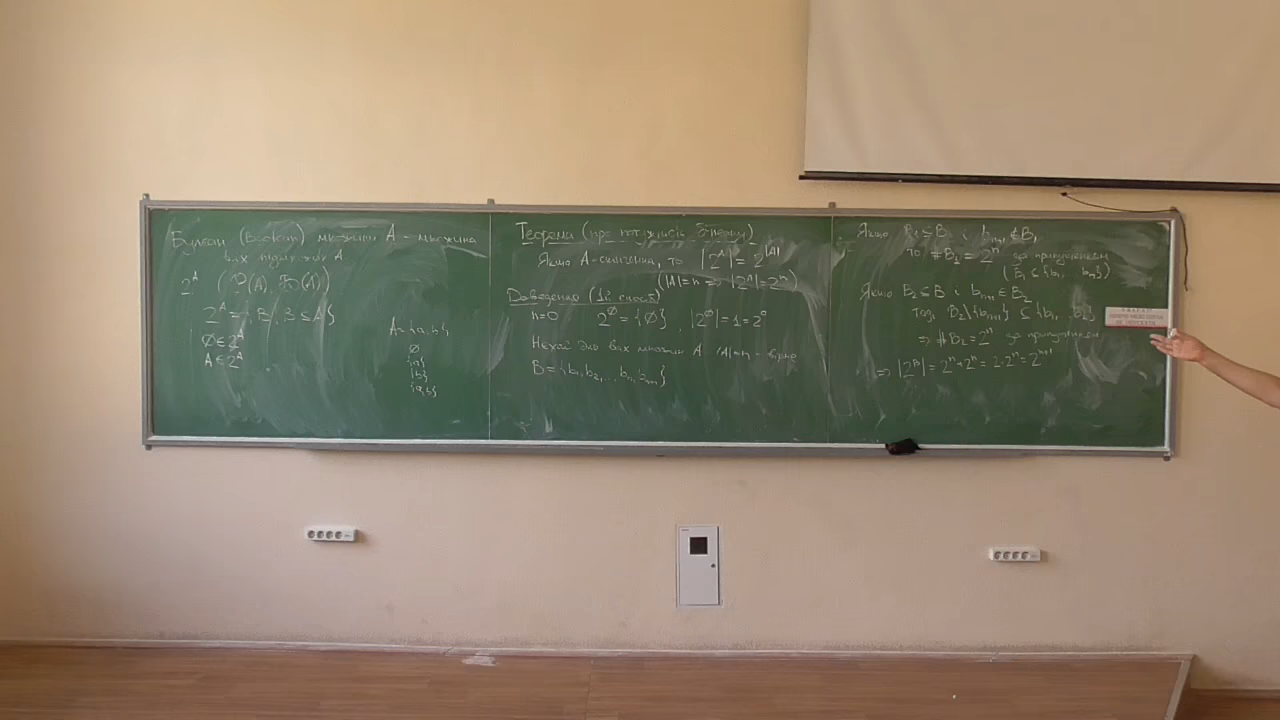 Булеан (Boolean) множини A - множина
всіх підмножин A
2^A (P(A), F(A))
2^A = {B, B ⊆ A}
∅ ∈ 2^A
A ∈ 2^A
A = {a, b},
∅
{a}
{b}
{a,b}
Теорема (про потужність булеану)
Якщо A-скінченна, то |2^A| = 2^|A|
(|A|=n => |2^A|=2^n)
Доведення (1й спосіб)
n=0 2^∅ = {∅} |2^∅| = 1 = 2^0
Нехай для всіх множин A |A|=n - вірно
B = {b₁, b₂, ... bₙ, bₙ₊₁}
Якщо B₁ ⊆ B і bₙ₊₁ ∉ B₁
то #B₁ = 2^n за припущенням
(B₁ ⊆ {b₁, bₙ})
Якщо B₂ ⊆ B і bₙ₊₁ ∈ B₂
Тоді B₂\{bₙ₊₁} ⊆ {b₁, bₙ}
⇒ #B₂ = 2^n за припущенням
⇒ |2^B| = 2^n + 2^n = 2·2^n = 2^(n+1)